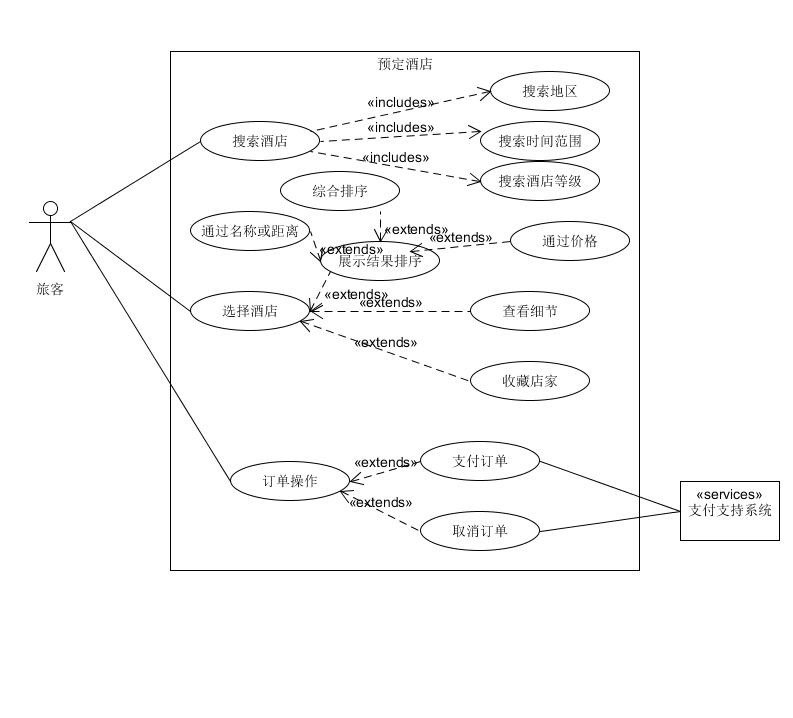 预定酒店
搜索地区
«includes»
搜索酒店
«includes»
搜索时间范围
«includes»
搜索酒店等级
综合排序
通过名称或距离
«extends»
«extends»
通过价格
«extends»
展示结果排序
旅客
«extends»
选择酒店
«extends»
查看细节
«extends»
收藏店家
«extends»
支付订单
订单操作
«services»
支付支持系统
«extends»
取消订单